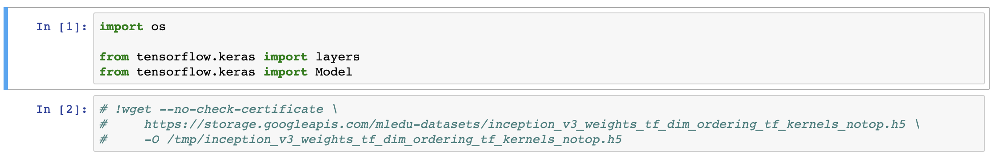 In [1]: import os
from tensorflow.keras import layers
from tensorflow.keras import Model
In [2]: # !wget --no-check-certificate \
#     https://storage.googleapis.com/mledu-datasets/inception_v3_weights_tf_dim_ordering_tf_kernels_notop.h5 \
#     -O /tmp/inception_v3_weights_tf_dim_ordering_tf_kernels_notop.h5